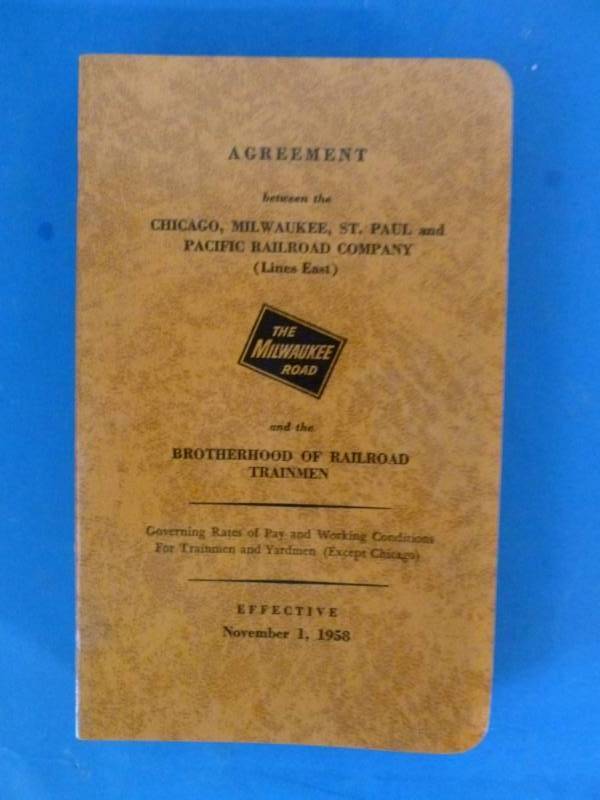 AGREEMENT
between the
CHICAGO, MILWAUKEE, ST. PAUL and
PACIFIC RAILROAD COMPANY
(Lines East)
THE
MILWAUKEE
ROAD
and the
BROTHERHOOD OF RAILROAD
TRAINMEN
Governing Rates of Pay and Working Conditions
For Trainmen and Yardmen (Except Chicago)
EFFECTIVE
November 1, 1958